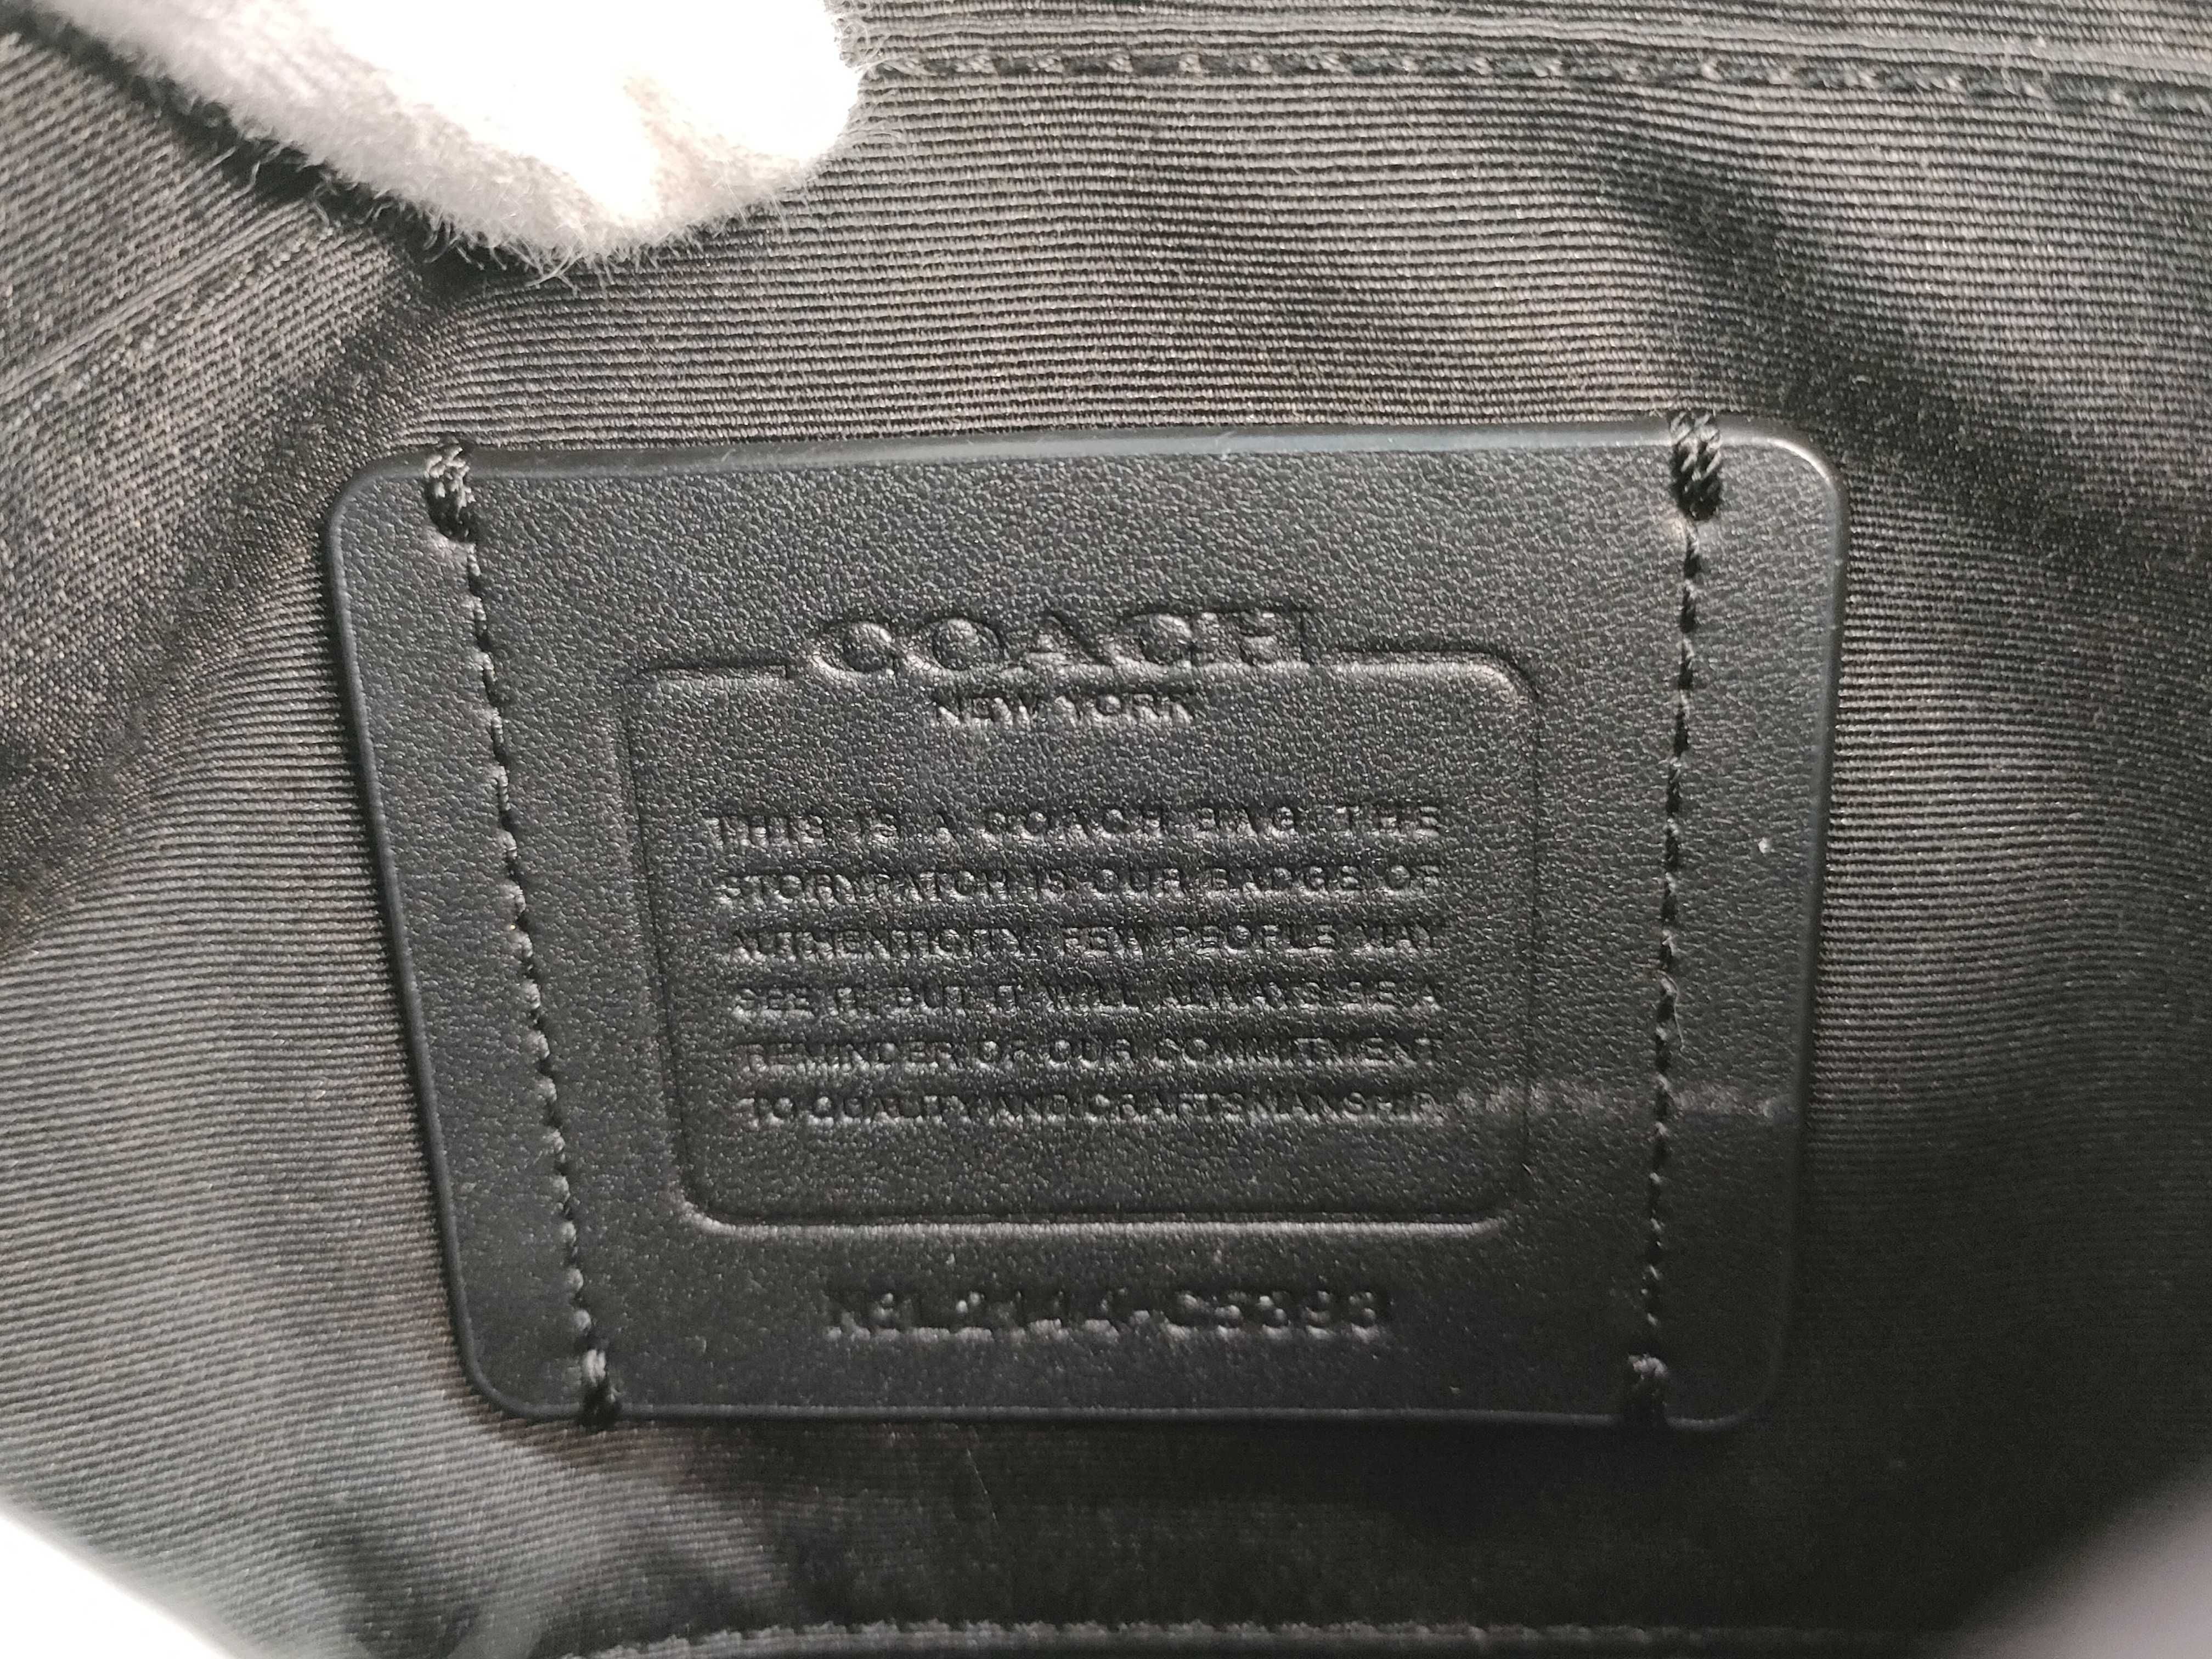 COACH
NEW YORK
THIS IS A COACH BAG. THE
STORYPATCH IS OUR BADGE OF
AUTHENTICITY. FEW PEOPLE MAY
SEE IT, BUT IT WILL ALWAYS BE A
REMINDER OF OUR COMMITMENT
TO QUALITY AND CRAFTSMANSHIP.